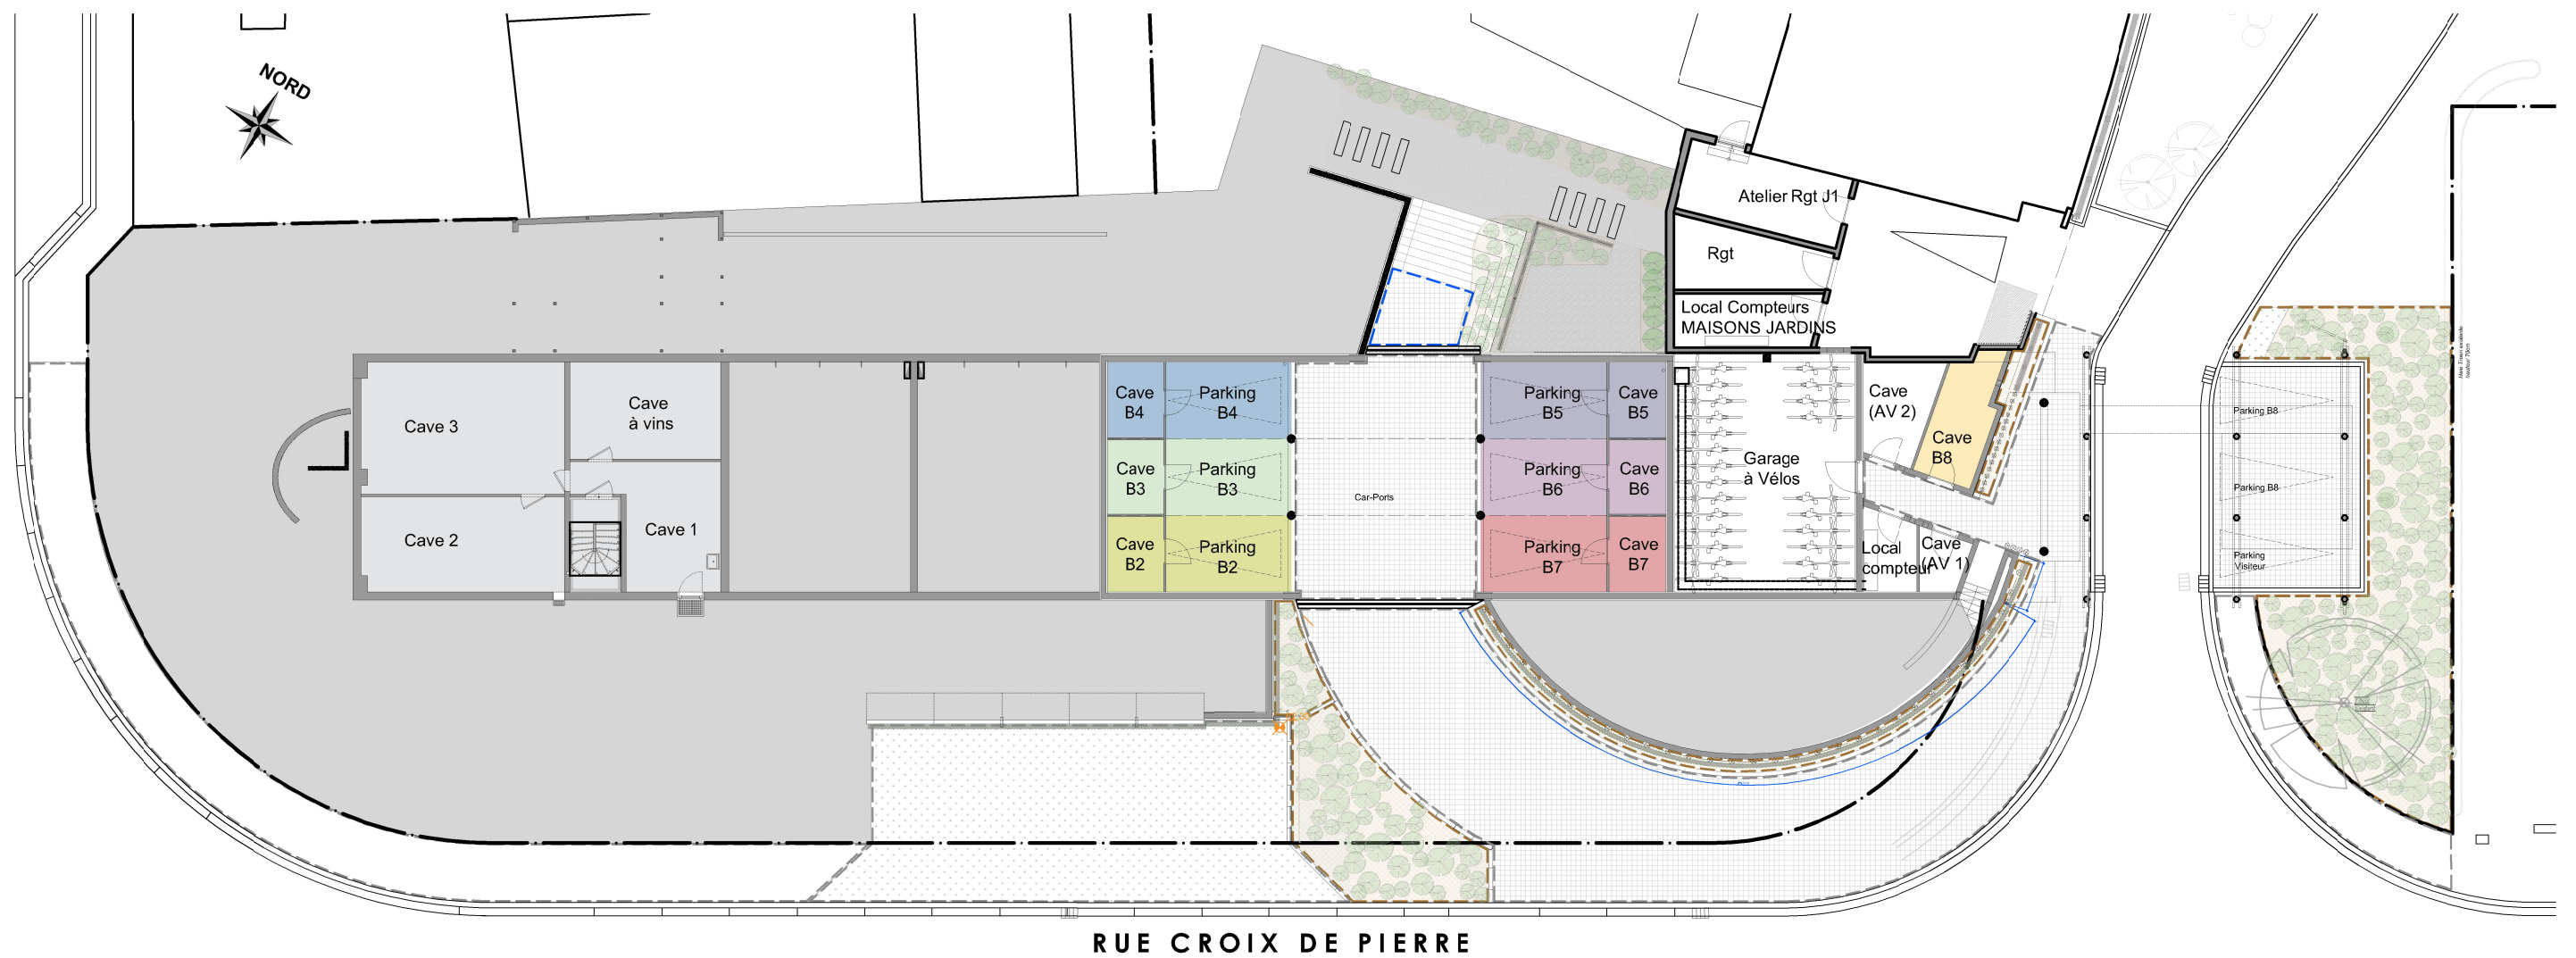 NORD
Atelier Rgt J1
Rgt
Local Compteurs
MAISONS JARDINS
Cave 3
Cave
à vins
Cave 2
Cave 1
Cave
B4
Parking
B4
Cave
B3
Parking
B3
Cave
B2
Parking
B2
Car-Ports
Parking
B5
Cave
B5
Parking
B6
Cave
B6
Parking
B7
Cave
B7
Garage
à Vélos
Cave
(AV 2)
Cave
B8
Local
compteur
Cave
(AV 1)
Parking B8
Parking B8
Parking
Visiteur
RUE CROIX DE PIERRE